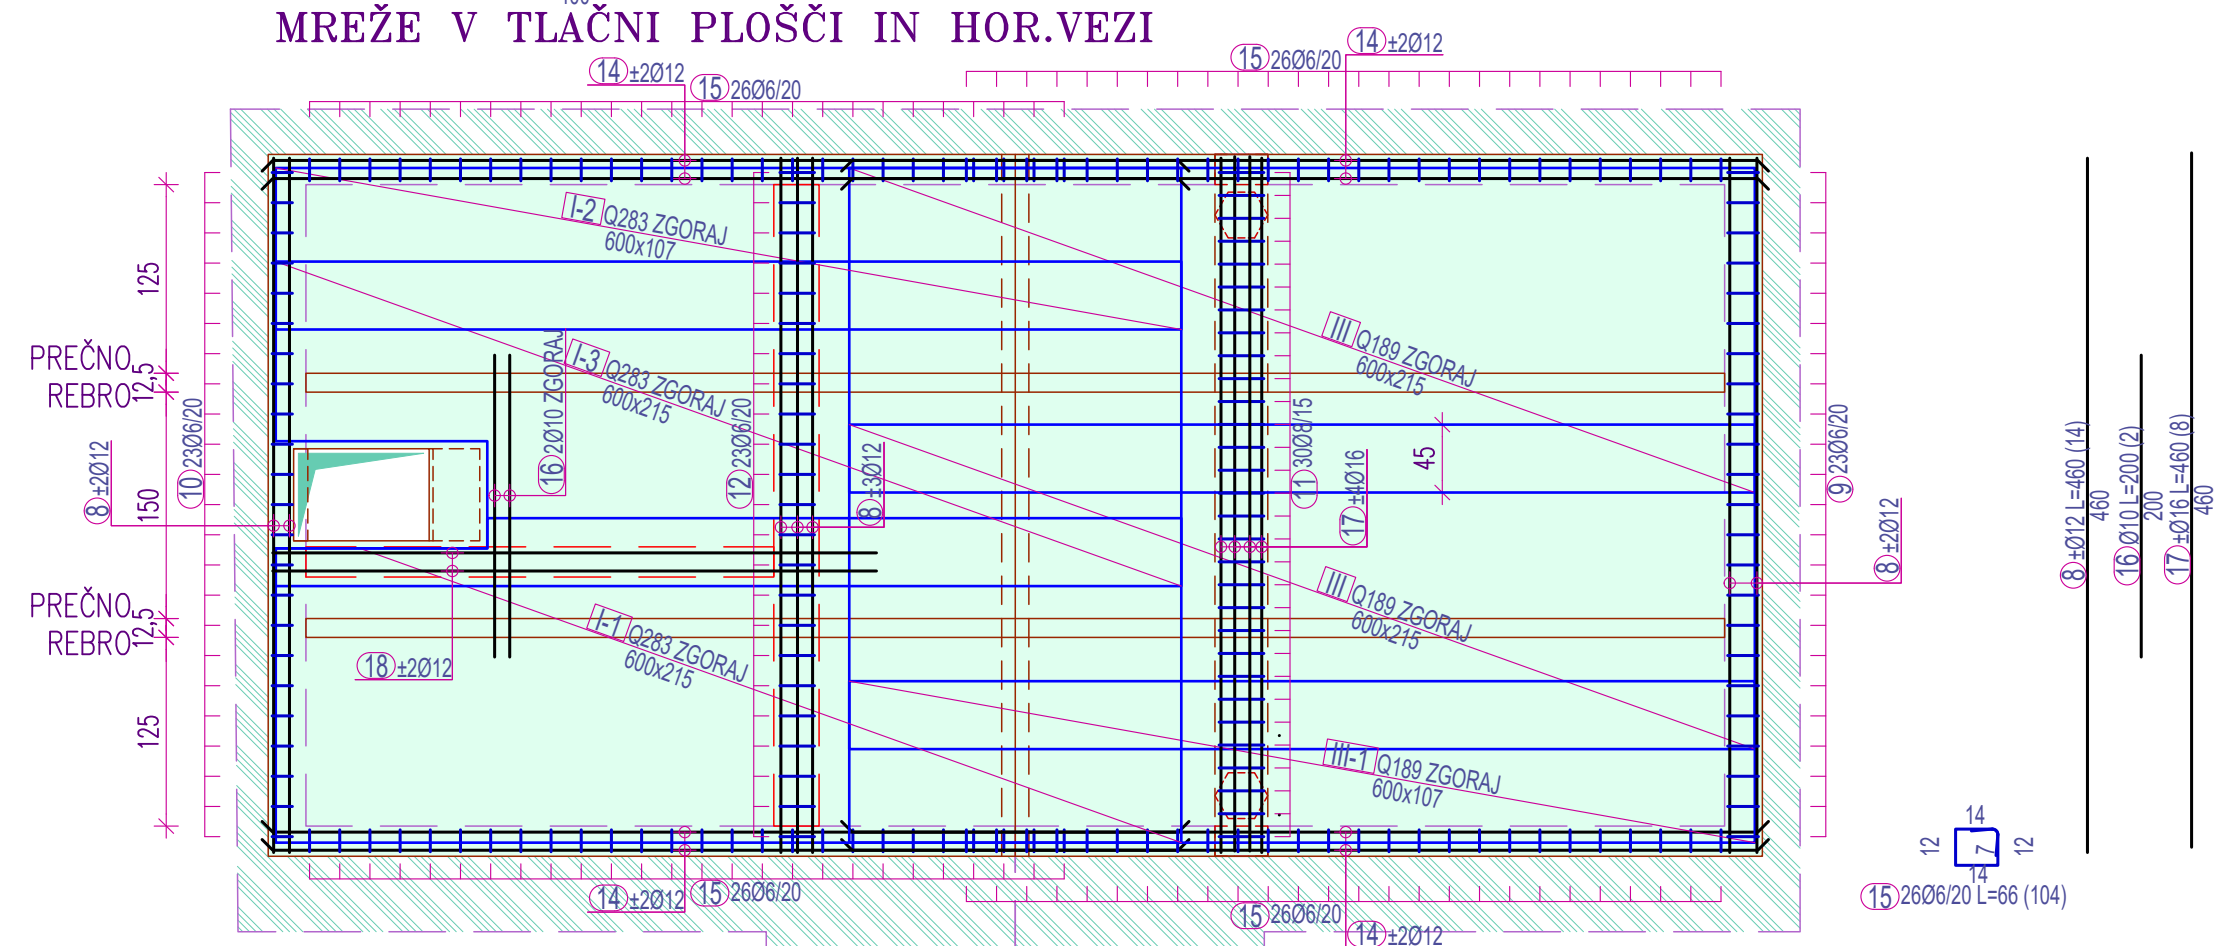 MREŽE V TLAČNI PLOŠČI IN HOR.VEZI
14 ±2Ø12
15 26Ø6/20
15 26Ø6/20
14 ±2Ø12
I-2 Q283 ZGORAJ
600x107
I-3 Q283 ZGORAJ
600x215
I-1 Q283 ZGORAJ
600x215
III Q189 ZGORAJ
600x215
III Q189 ZGORAJ
600x215
III-1 Q189 ZGORAJ
600x107
125
PREČNO
REBRO
12,5
150
PREČNO
REBRO
12,5
125
8 ±2Ø12
10 23Ø6/20
16 2Ø10 ZGORAJ
12 23Ø6/20
8 ±3Ø12
11 30Ø8/15
17 ±4Ø16
45
9 23Ø6/20
8 ±2Ø12
18 ±2Ø12
8 ±Ø12 L=460 (14)
460
16 Ø10 L=200 (2)
200
17 ±Ø16 L=460 (8)
460
14 ±2Ø12
15 26Ø6/20
15 26Ø6/20
14 ±2Ø12
14
12
7
12
14
15 26Ø6/20 L=66 (104)